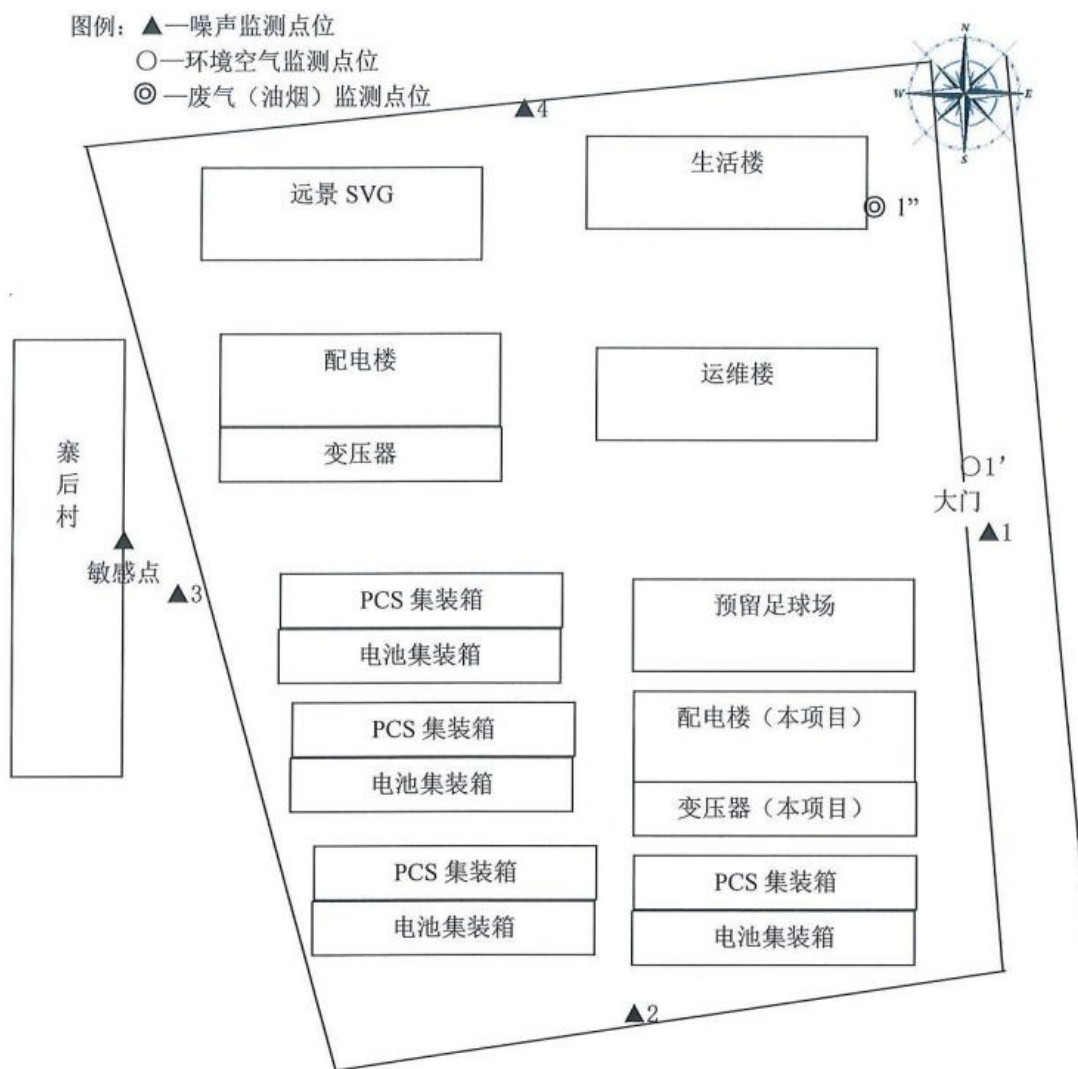 图例：▲—噪声监测点位
○—环境空气监测点位
◎—废气（油烟）监测点位
N
W
E
S
▲4
生活楼
远景 SVG
◎ 1”
配电楼
运维楼
变压器
寨后村
○1’
大门
▲1
▲
敏感点
▲3
PCS 集装箱
预留足球场
电池集装箱
配电楼（本项目）
PCS 集装箱
电池集装箱
变压器（本项目）
PCS 集装箱
PCS 集装箱
电池集装箱
电池集装箱
▲2